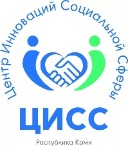 Центр Инноваций Социальной Сферы
ЦИСС
Республика Коми